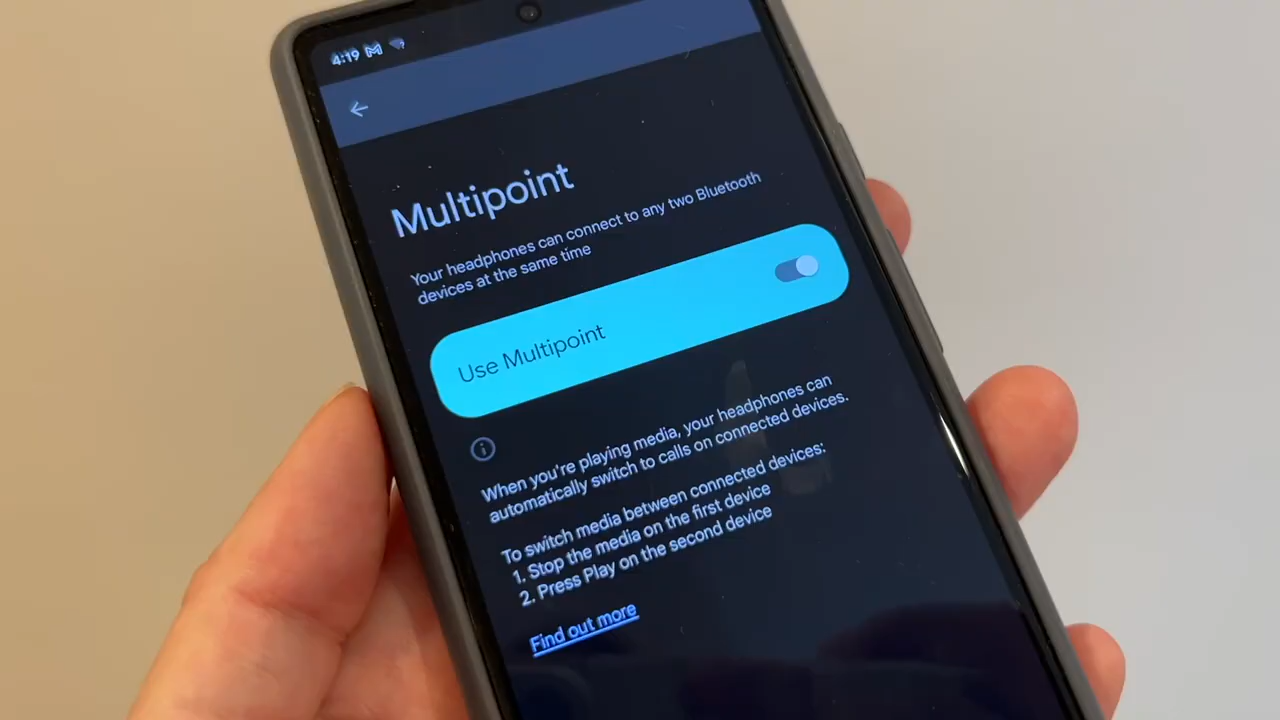 4:19
Multipoint
Your headphones can connect to any two Bluetooth
devices at the same time
Use Multipoint
When you're playing media, your headphones can
automatically switch to calls on connected devices.
To switch media between connected devices:
1. Stop the media on the first device
2. Press Play on the second device
Find out more